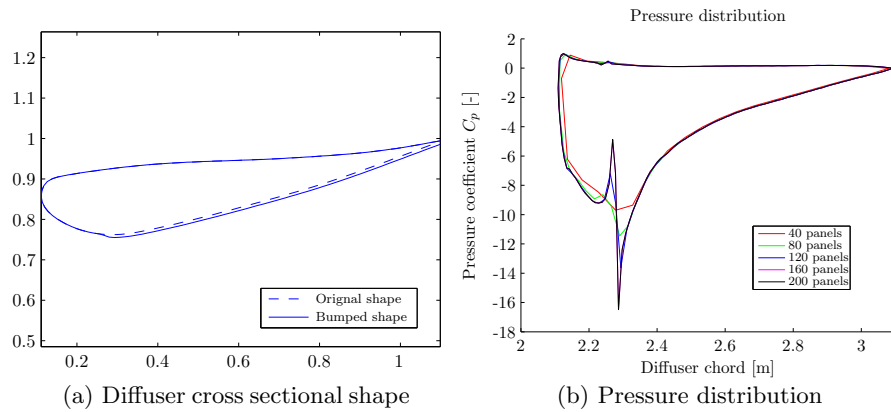 1.2
1.1
1
0.9
0.8
0.7
0.6
0.5
0.2
0.4
0.6
0.8
1
Orignal shape
Bumped shape
(a) Diffuser cross sectional shape
Pressure distribution
Pressure coefficient Cp [-]
2
0
-2
-4
-6
-8
-10
-12
-14
-16
-18
2
2.2
2.4
2.6
2.8
3
40 panels
80 panels
120 panels
160 panels
200 panels
Diffuser chord [m]
(b) Pressure distribution